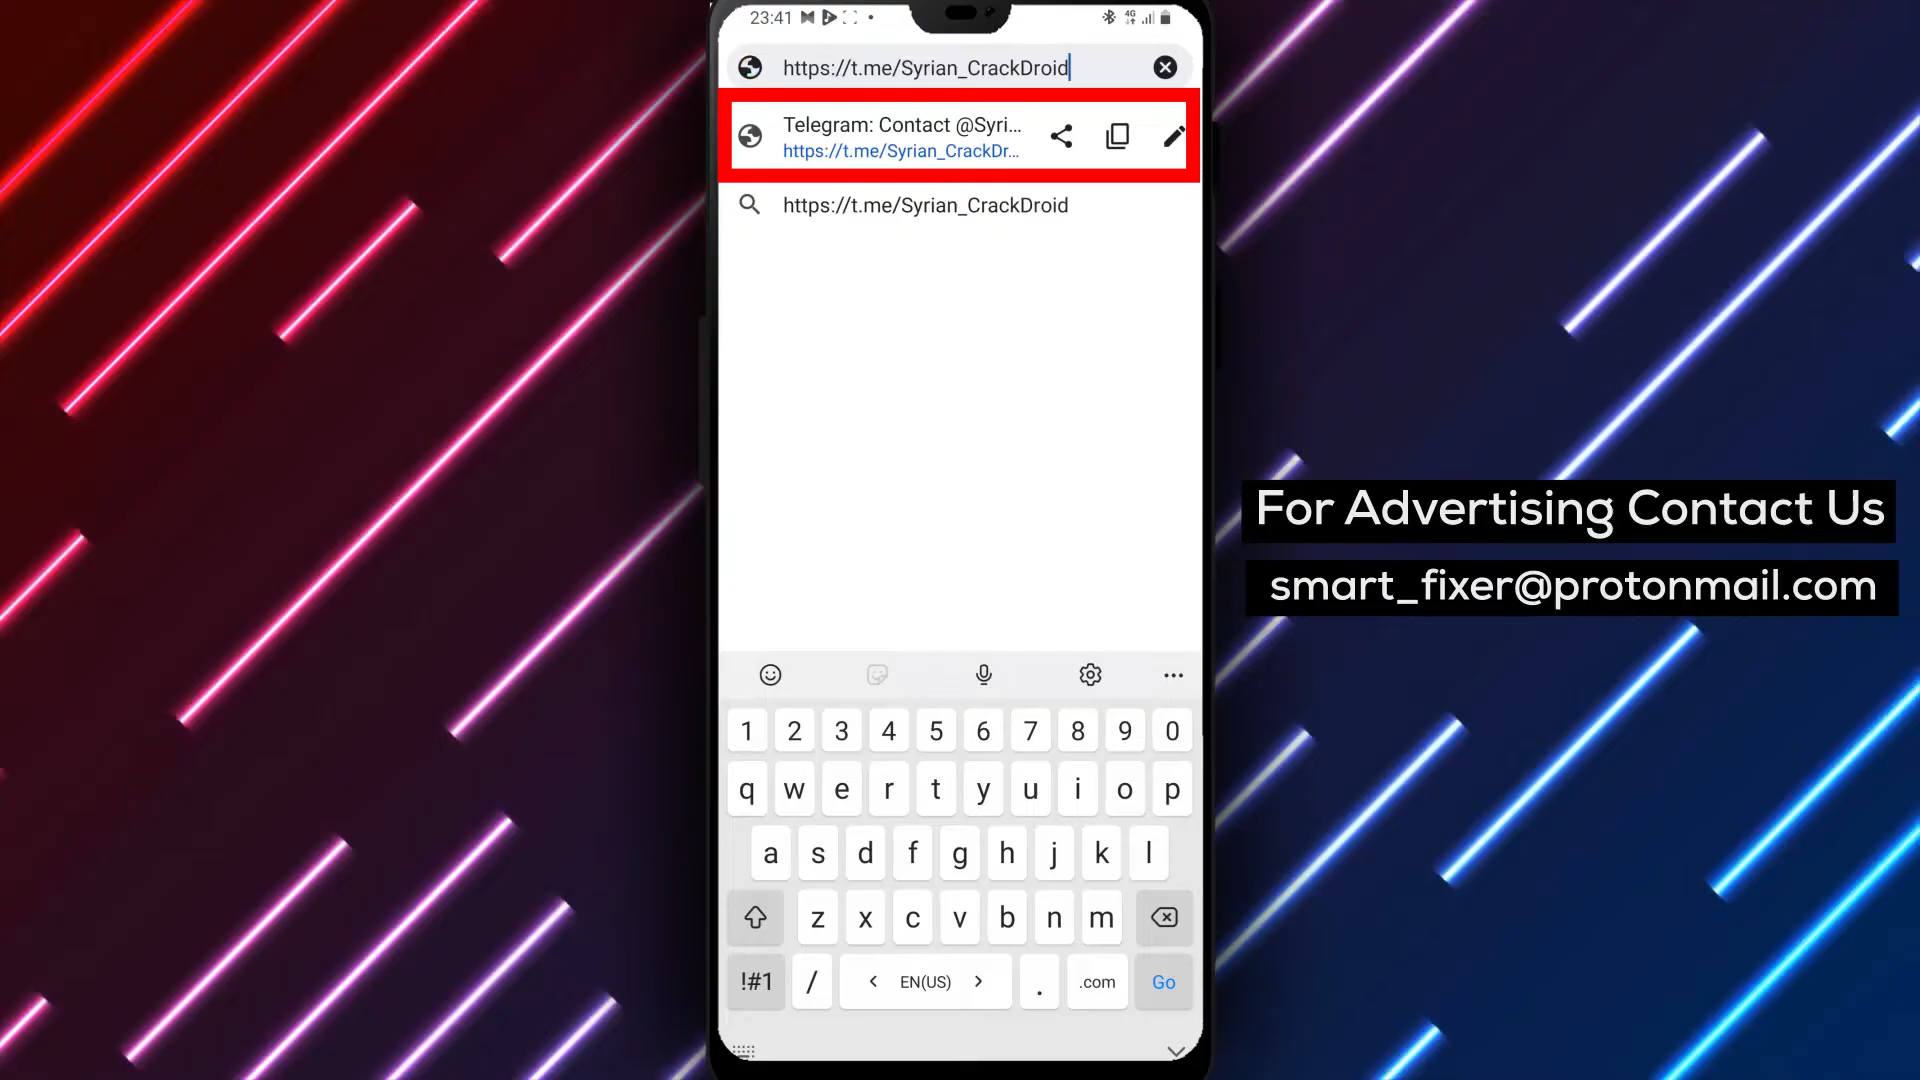 23:41
4G
https://t.me/Syrian_CrackDroid
Telegram: Contact @Syri...
https://t.me/Syrian_CrackDr...
https://t.me/Syrian_CrackDroid
For Advertising Contact Us
smart_fixer@protonmail.com
1 2 3 4 5 6 7 8 9 0
q w e r t y u i o p
a s d f g h j k l
z x c v b n m
!#1 / < EN(US) > . .com Go